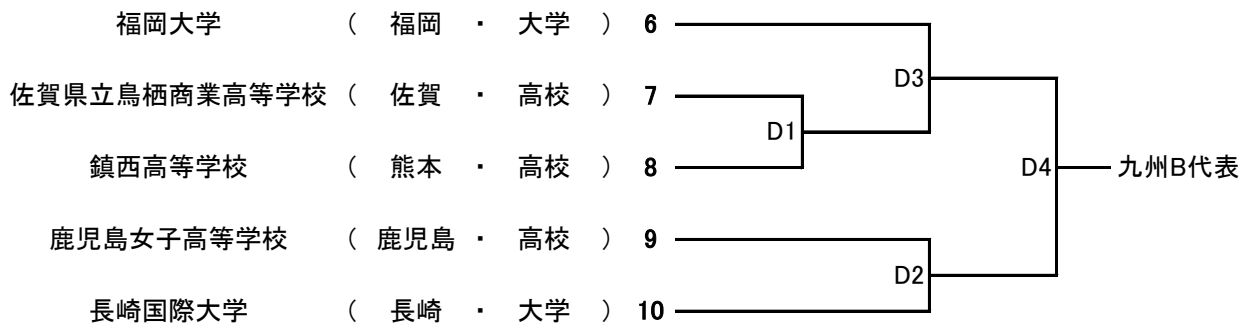 福岡大学 ( 福岡 ・ 大学 ) 6
D3
佐賀県立鳥栖商業高等学校 ( 佐賀 ・ 高校 ) 7
D1
鎮西高等学校 ( 熊本 ・ 高校 ) 8
D4 九州B代表
鹿児島女子高等学校 ( 鹿児島 ・ 高校 ) 9
D2
長崎国際大学 ( 長崎 ・ 大学 ) 10